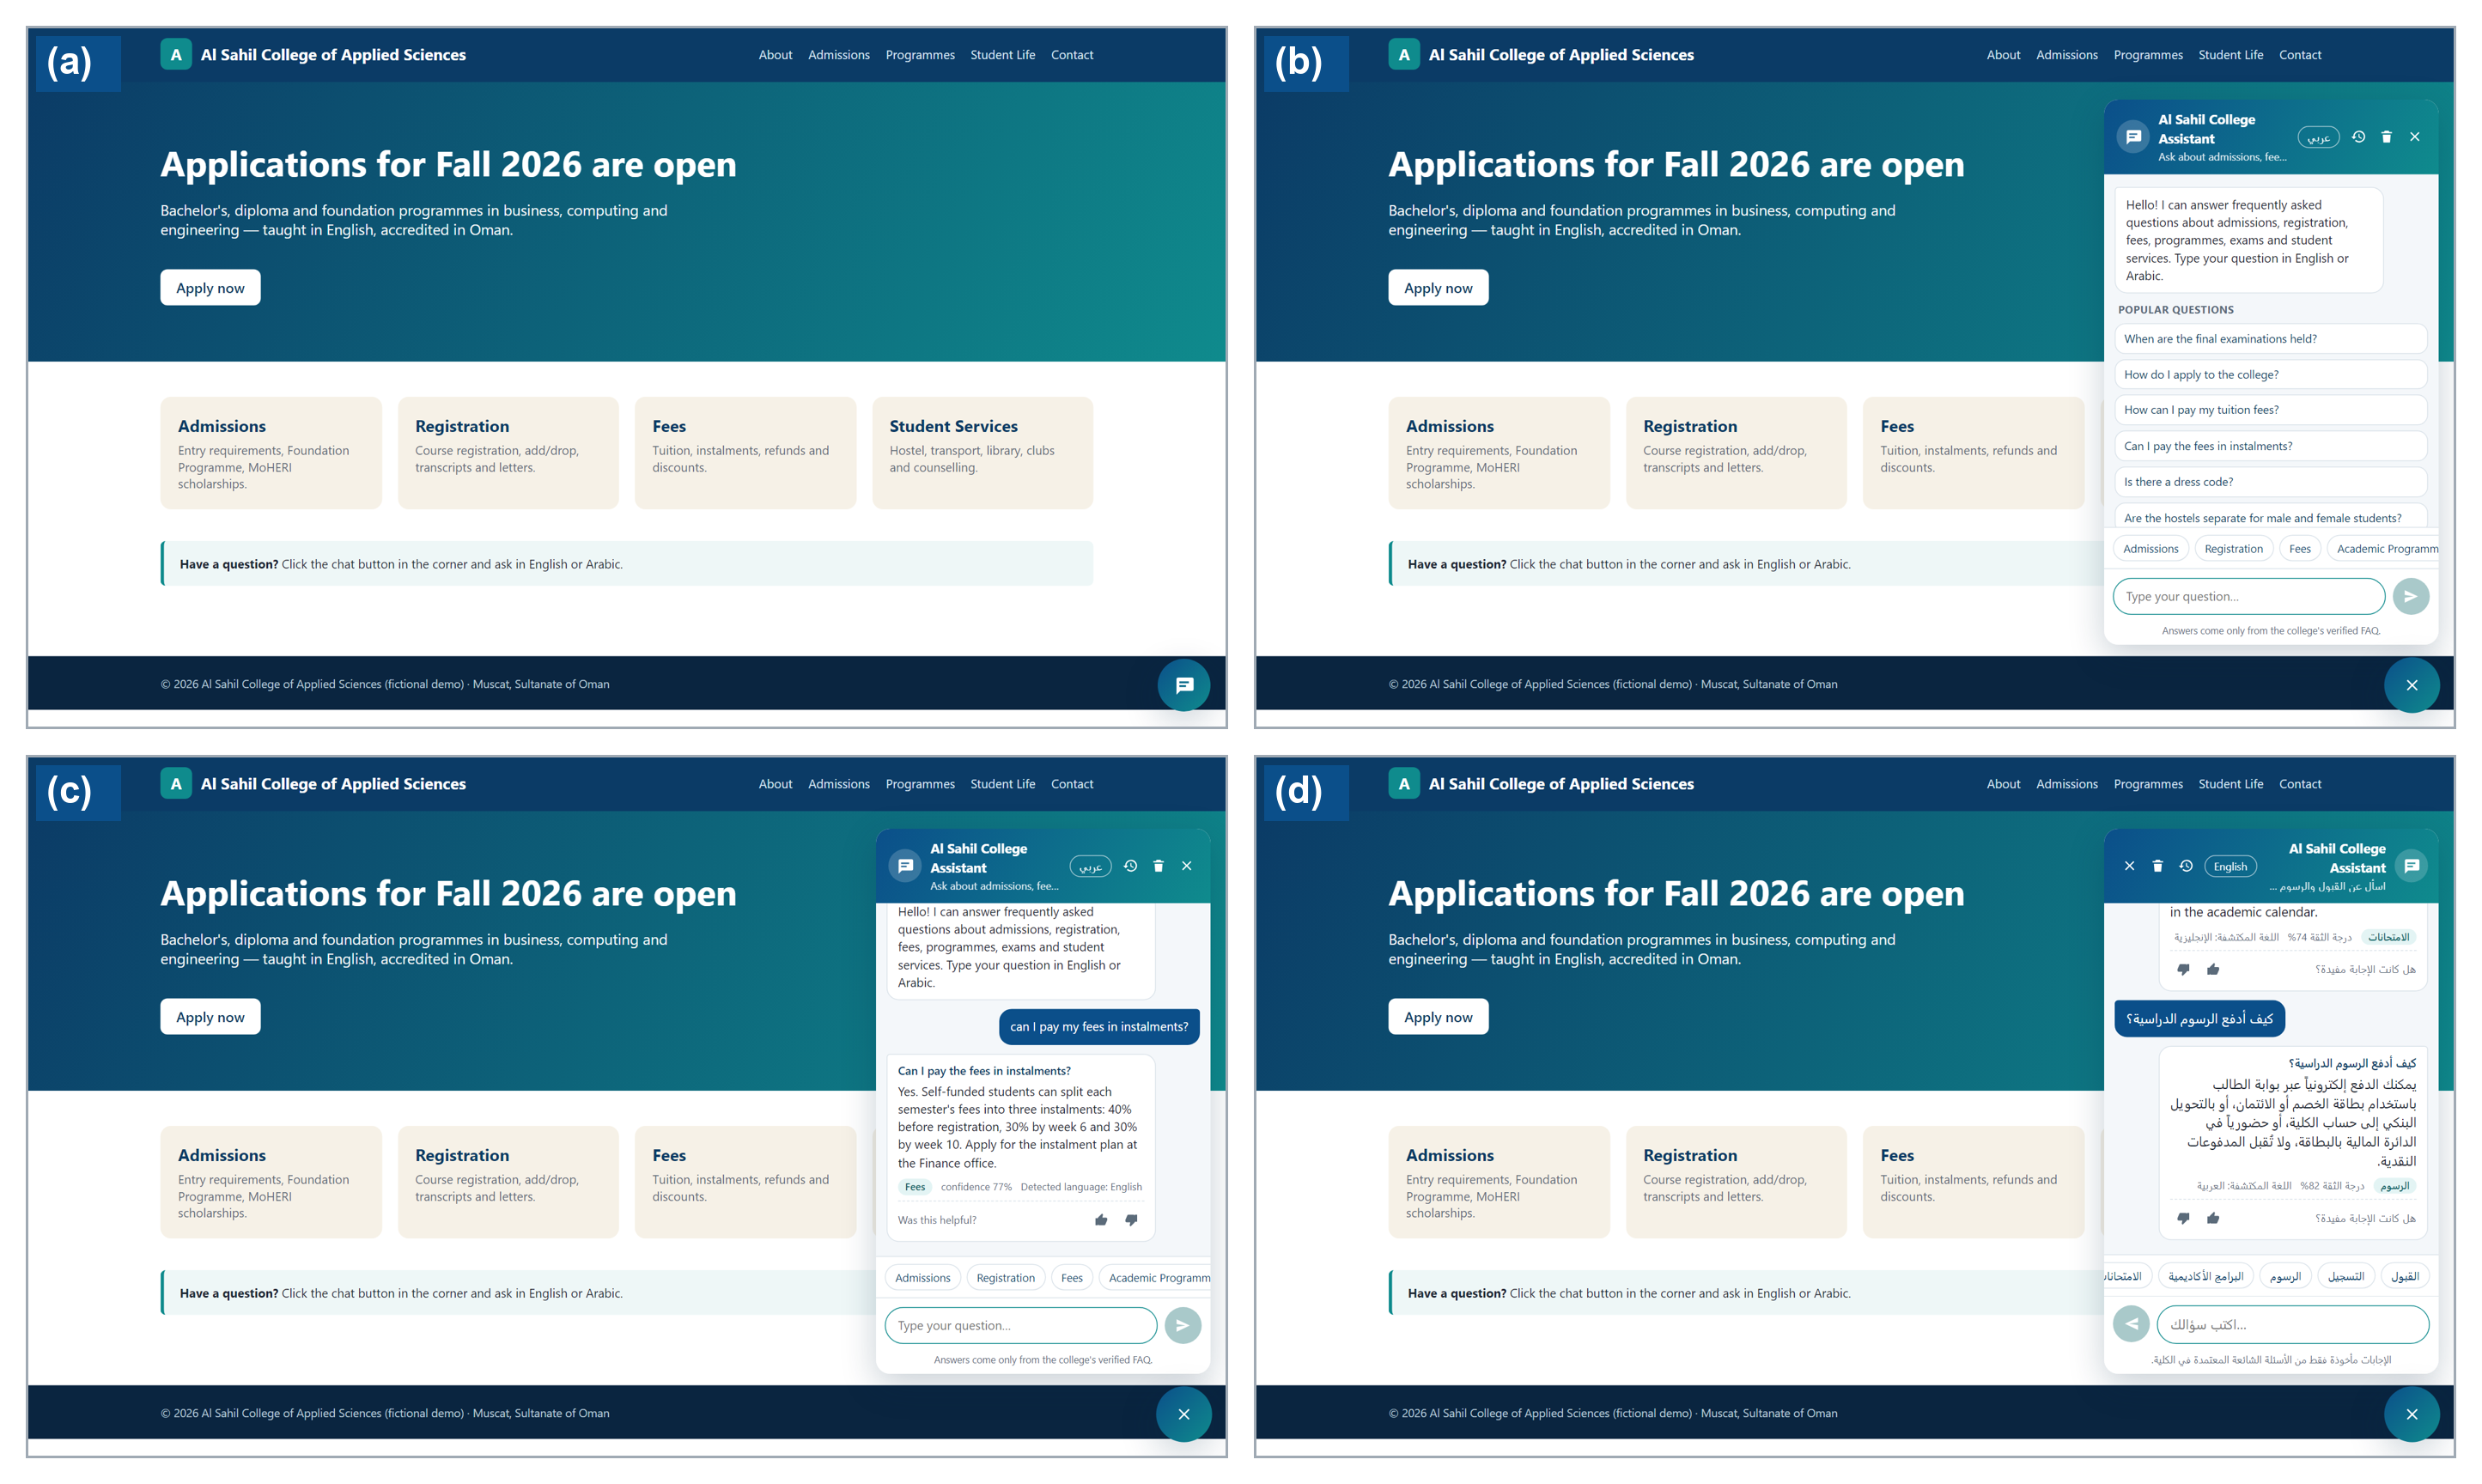 (a)
A
Al Sahil College of Applied Sciences
About Admissions Programmes Student Life Contact
Applications for Fall 2026 are open
Bachelor's, diploma and foundation programmes in business, computing and
engineering — taught in English, accredited in Oman.
Apply now
Admissions
Entry requirements, Foundation
Programme, MoHERI
scholarships.
Registration
Course registration, add/drop,
transcripts and letters.
Fees
Tuition, instalments, refunds and
discounts.
Student Services
Hostel, transport, library, clubs
and counselling.
Have a question? Click the chat button in the corner and ask in English or Arabic.
© 2026 Al Sahil College of Applied Sciences (fictional demo) · Muscat, Sultanate of Oman
(b)
A
Al Sahil College of Applied Sciences
About Admissions Programmes Student Life Contact
Applications for Fall 2026 are open
Bachelor's, diploma and foundation programmes in business, computing and
engineering — taught in English, accredited in Oman.
Apply now
Admissions
Entry requirements, Foundation
Programme, MoHERI
scholarships.
Registration
Course registration, add/drop,
transcripts and letters.
Fees
Tuition, instalments, refunds and
discounts.
Have a question? Click the chat button in the corner and ask in English or Arabic.
© 2026 Al Sahil College of Applied Sciences (fictional demo) · Muscat, Sultanate of Oman
Al Sahil College
Assistant
Ask about admissions, fee...
عربي
Hello! I can answer frequently asked
questions about admissions, registration,
fees, programmes, exams and student
services. Type your question in English or
Arabic.
POPULAR QUESTIONS
When are the final examinations held?
How do I apply to the college?
How can I pay my tuition fees?
Can I pay the fees in instalments?
Is there a dress code?
Are the hostels separate for male and female students?
Admissions Registration Fees Academic Programm
Type your question...
Answers come only from the college's verified FAQ.
(c)
A
Al Sahil College of Applied Sciences
About Admissions Programmes Student Life Contact
Applications for Fall 2026 are open
Bachelor's, diploma and foundation programmes in business, computing and
engineering — taught in English, accredited in Oman.
Apply now
Admissions
Entry requirements, Foundation
Programme, MoHERI
scholarships.
Registration
Course registration, add/drop,
transcripts and letters.
Fees
Tuition, instalments, refunds and
discounts.
Have a question? Click the chat button in the corner and ask in English or Arabic.
© 2026 Al Sahil College of Applied Sciences (fictional demo) · Muscat, Sultanate of Oman
Al Sahil College
Assistant
Ask about admissions, fee...
عربي
Hello! I can answer frequently asked
questions about admissions, registration,
fees, programmes, exams and student
services. Type your question in English or
Arabic.
can I pay my fees in instalments?
Can I pay the fees in instalments?
Yes. Self-funded students can split each
semester's fees into three instalments: 40%
before registration, 30% by week 6 and 30%
by week 10. Apply for the instalment plan at
the Finance office.
Fees confidence 77% Detected language: English
Was this helpful?
Admissions Registration Fees Academic Programm
Type your question...
Answers come only from the college's verified FAQ.
(d)
A
Al Sahil College of Applied Sciences
About Admissions Programmes Student Life Contact
Applications for Fall 2026 are open
Bachelor's, diploma and foundation programmes in business, computing and
engineering — taught in English, accredited in Oman.
Apply now
Admissions
Entry requirements, Foundation
Programme, MoHERI
scholarships.
Registration
Course registration, add/drop,
transcripts and letters.
Fees
Tuition, instalments, refunds and
discounts.
Have a question? Click the chat button in the corner and ask in English or Arabic.
© 2026 Al Sahil College of Applied Sciences (fictional demo) · Muscat, Sultanate of Oman
Al Sahil College
Assistant
اسأل عن القبول والرسوم ...
English
in the academic calendar.
الامتحانات درجة الثقة 74% اللغة المكتشفة: الإنجليزية
هل كانت الإجابة مفيدة؟
كيف أدفع الرسوم الدراسية؟
كيف أدفع الرسوم الدراسية؟
يمكنك الدفع إلكترونياً عبر بوابة الطالب
باستخدام بطاقة الخصم أو الائتمان، أو بالتحويل
البنكي إلى حساب الكلية، أو حضورياً في
الدائرة المالية بالبطاقة، ولا تُقبل المدفوعات
النقدية.
الرسوم درجة الثقة 82% اللغة المكتشفة: العربية
هل كانت الإجابة مفيدة؟
القبول التسجيل الرسوم البرامج الأكاديمية الامتحانات
اكتب سؤالك...
الإجابات مأخوذة فقط من الأسئلة الشائعة المعتمدة في الكلية.